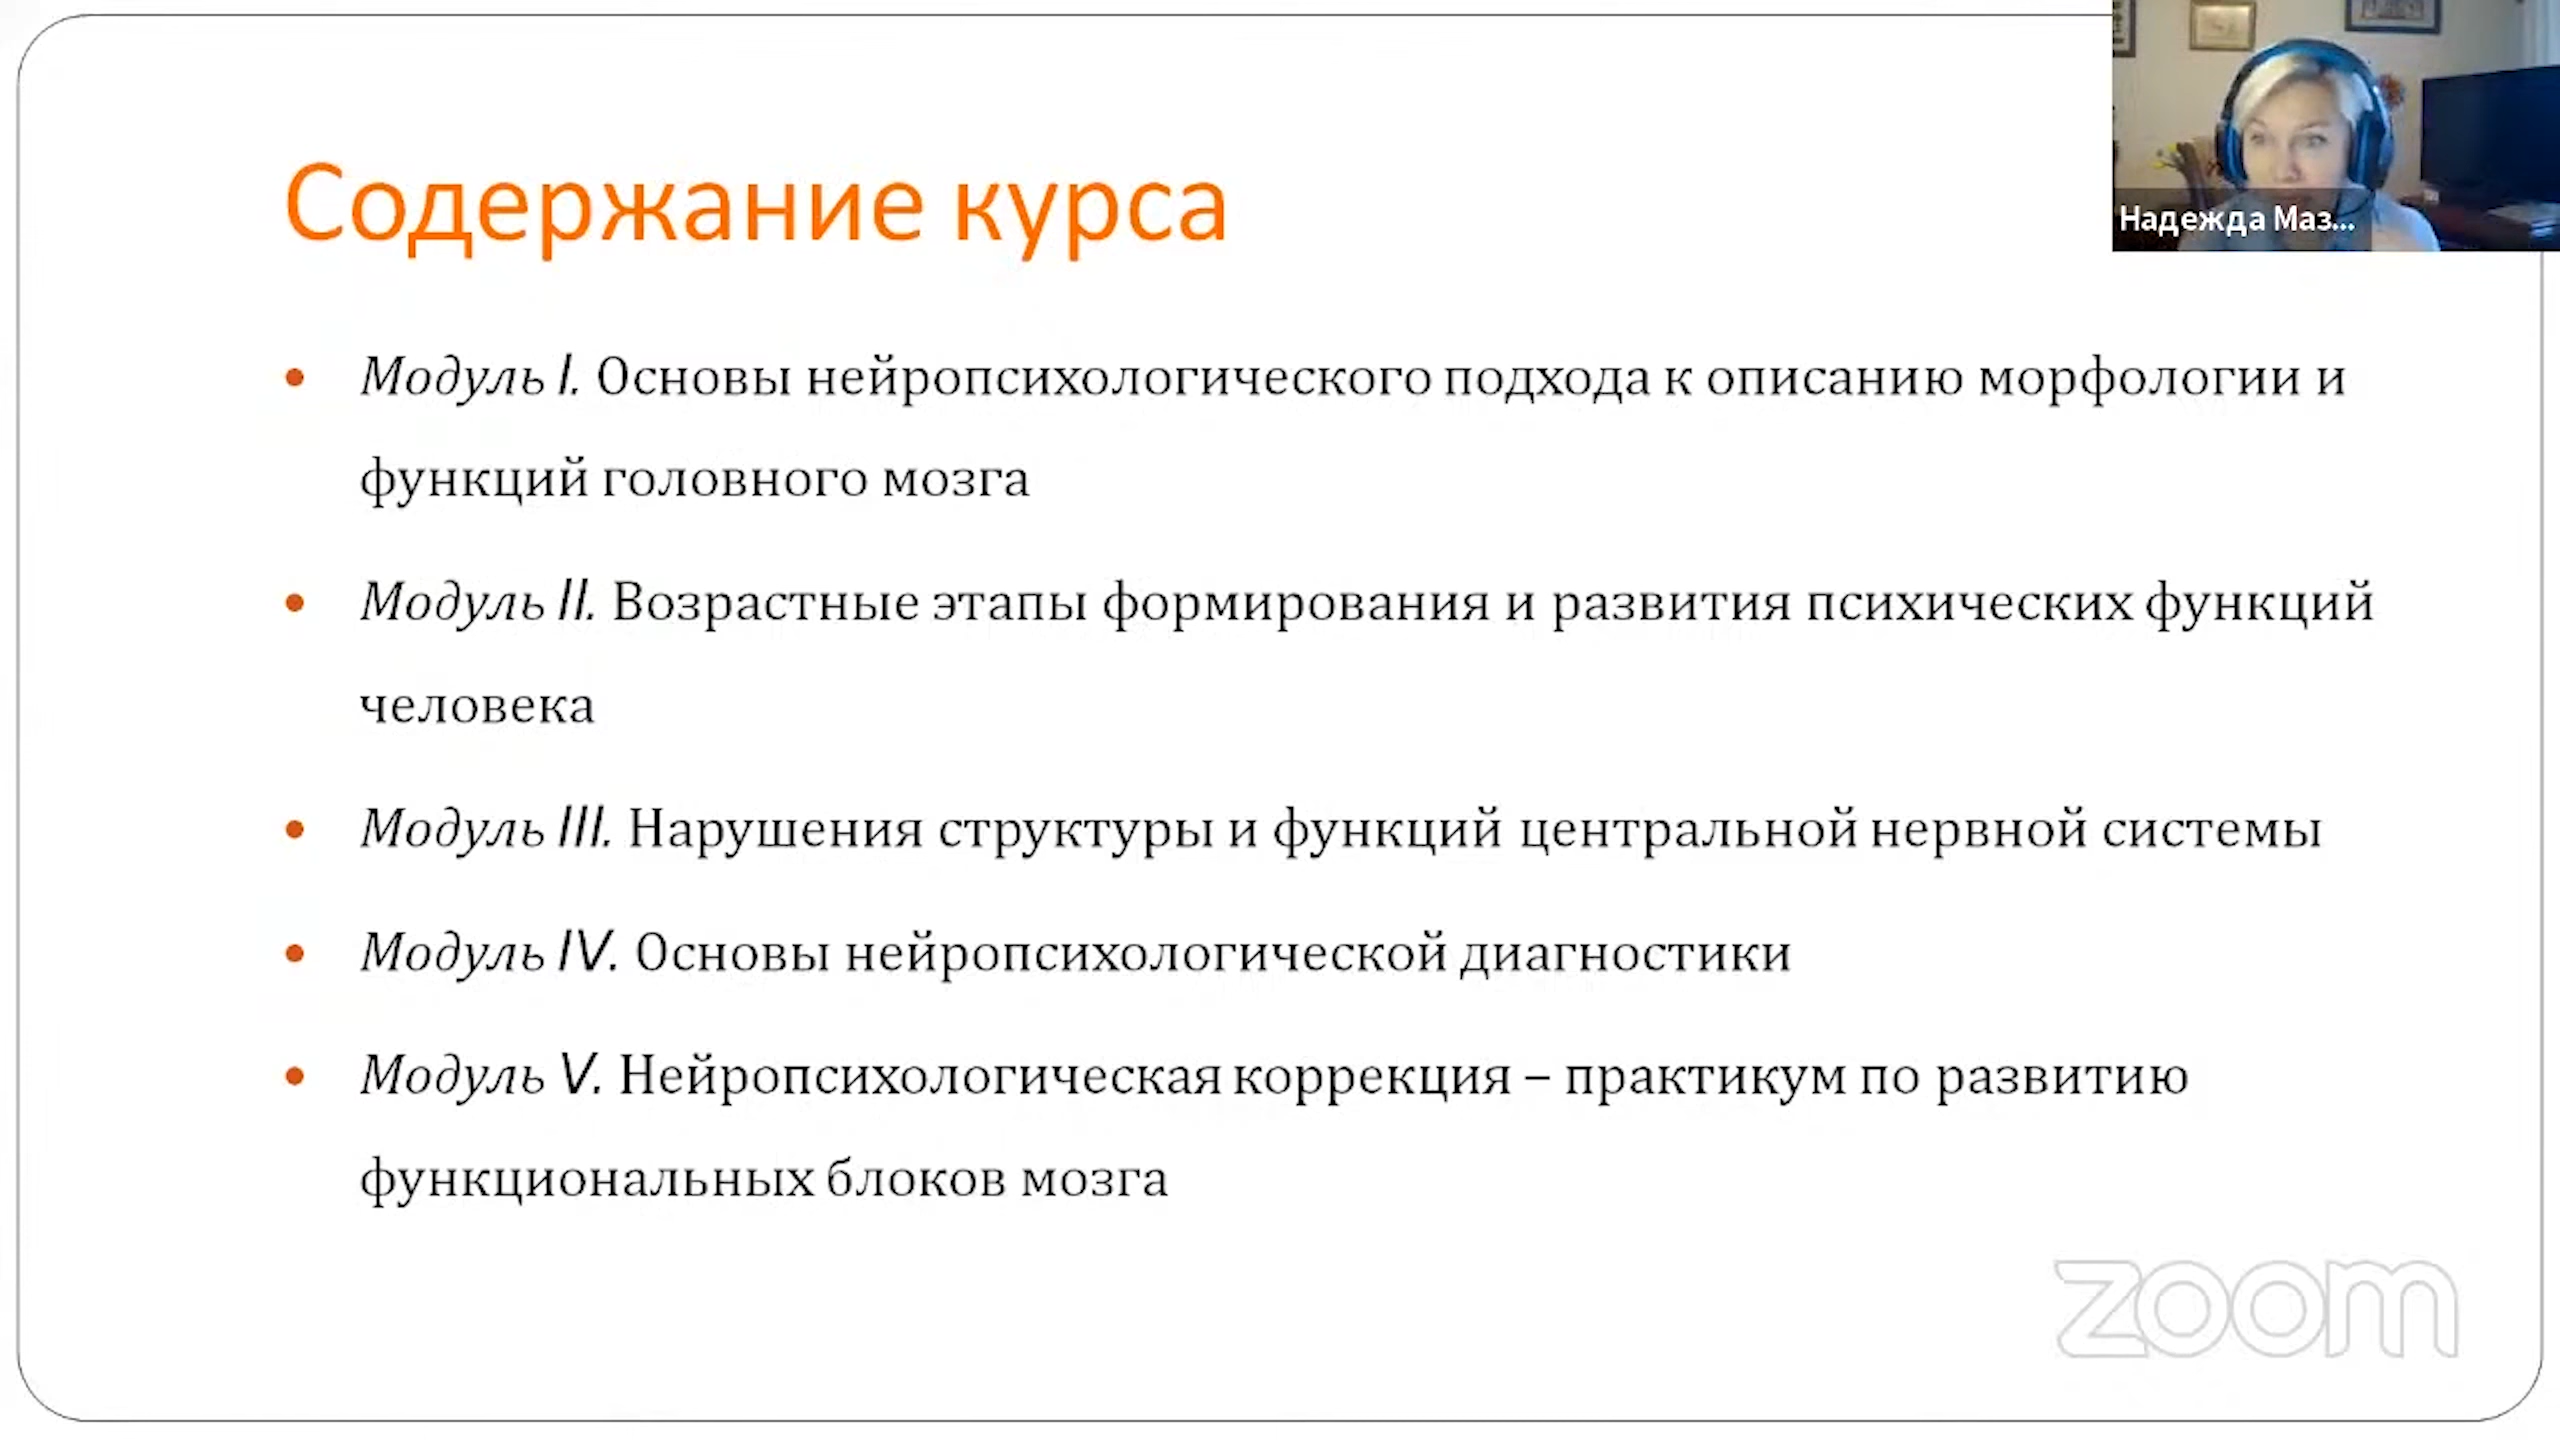 Содержание курса
Надежда Маз...
• Модуль I. Основы нейропсихологического подхода к описанию морфологии и
функций головного мозга
• Модуль II. Возрастные этапы формирования и развития психических функций
человека
• Модуль III. Нарушения структуры и функций центральной нервной системы
• Модуль IV. Основы нейропсихологической диагностики
• Модуль V. Нейропсихологическая коррекция – практикум по развитию
функциональных блоков мозга
zoom